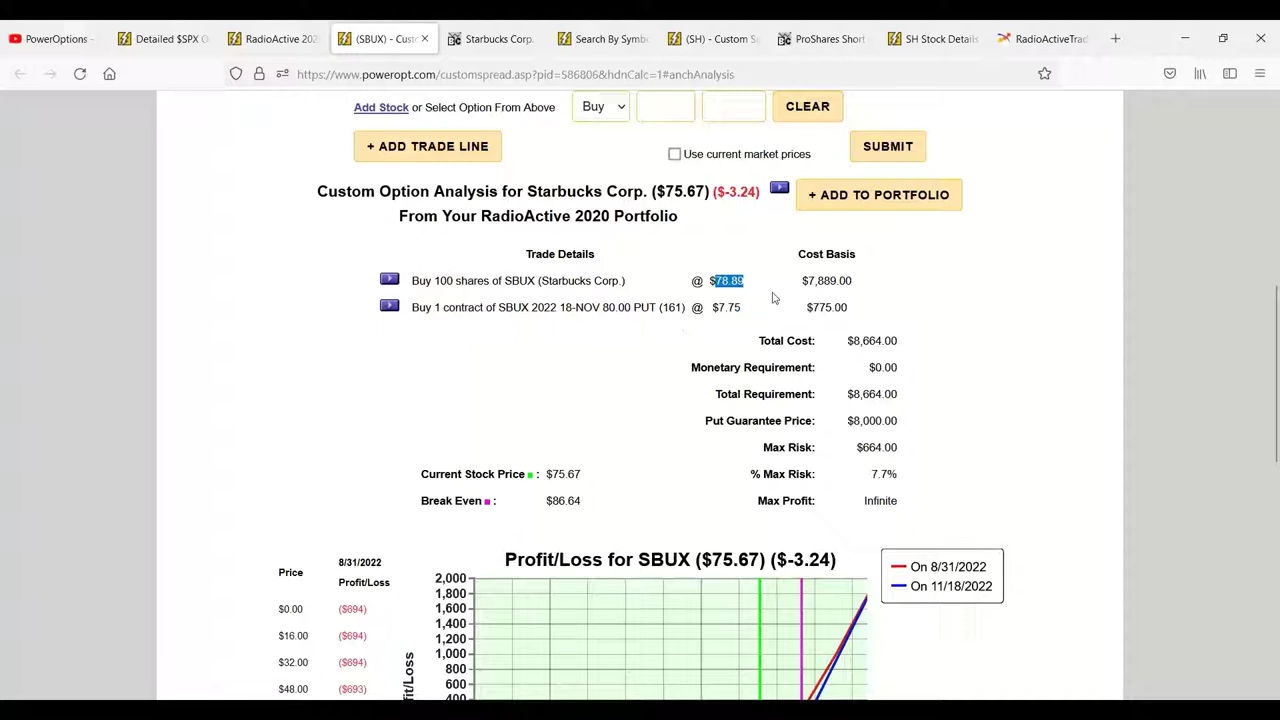 PowerOptions
Detailed $SPX O
RadioActive 202
(SBUX) - Custo
Starbucks Corp.
Search By Symb
(SH) - Custom S
ProShares Short
SH Stock Details
RadioActiveTrad
https://www.poweropt.com/customspread.asp?pid=586806&hdnCalc=1#anchAnalysis
Add Stock or Select Option From Above
Buy
CLEAR
+ ADD TRADE LINE
Use current market prices
SUBMIT
Custom Option Analysis for Starbucks Corp. ($75.67) ($-3.24)
From Your RadioActive 2020 Portfolio
+ ADD TO PORTFOLIO
Trade Details
Cost Basis
Buy 100 shares of SBUX (Starbucks Corp.) @ $78.89 $7,889.00
Buy 1 contract of SBUX 2022 18-NOV 80.00 PUT (161) @ $7.75 $775.00
Total Cost: $8,664.00
Monetary Requirement: $0.00
Total Requirement: $8,664.00
Put Guarantee Price: $8,000.00
Max Risk: $664.00
Current Stock Price : $75.67
% Max Risk: 7.7%
Break Even : $86.64
Max Profit: Infinite
Profit/Loss for SBUX ($75.67) ($-3.24)
On 8/31/2022
On 11/18/2022
Price
8/31/2022
Profit/Loss
$0.00 ($694)
$16.00 ($694)
$32.00 ($694)
$48.00 ($693)
2,000
1,800
1,600
1,400
1,200
1,000
800
600
400